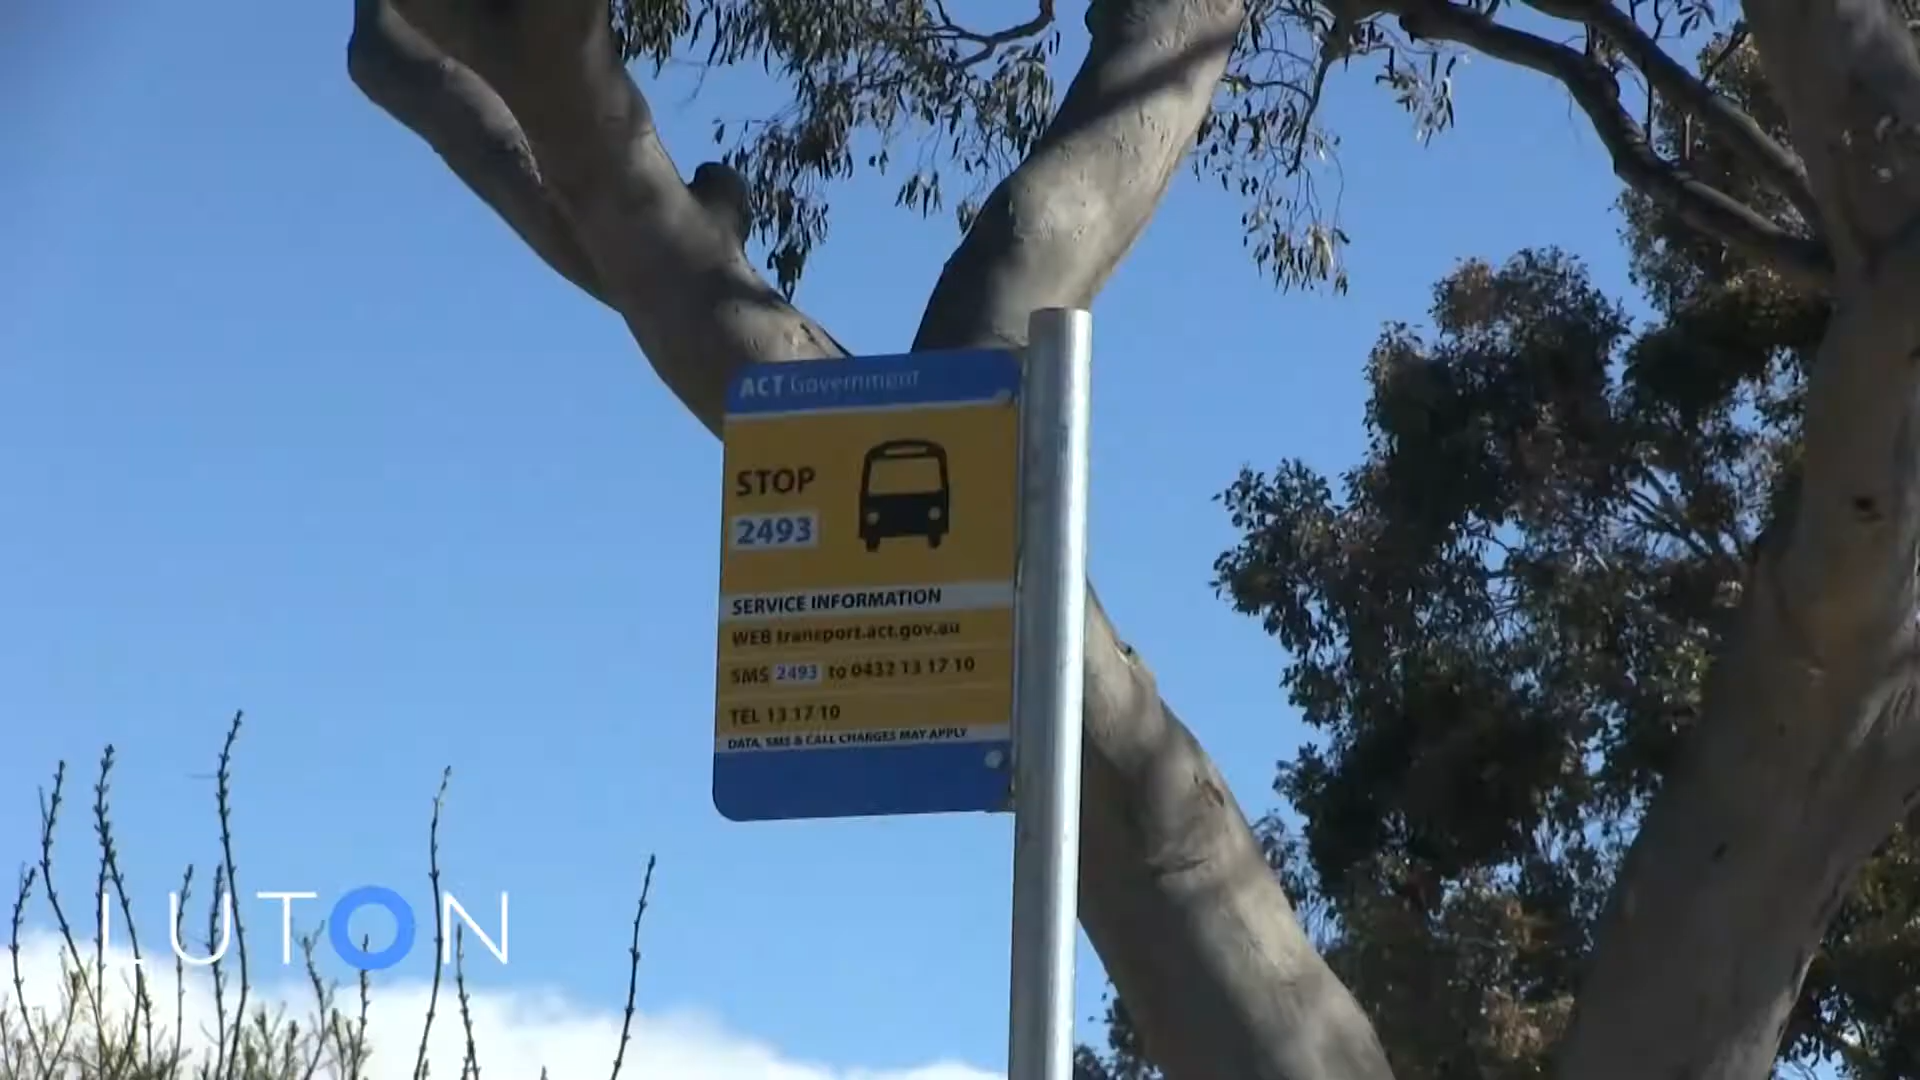 ACT Government
STOP
2493
SERVICE INFORMATION
WEB transport.act.gov.au
SMS 2493 to 0432 13 17 10
TEL 13 17 10
DATA, SMS & CALL CHARGES MAY APPLY
LUTON